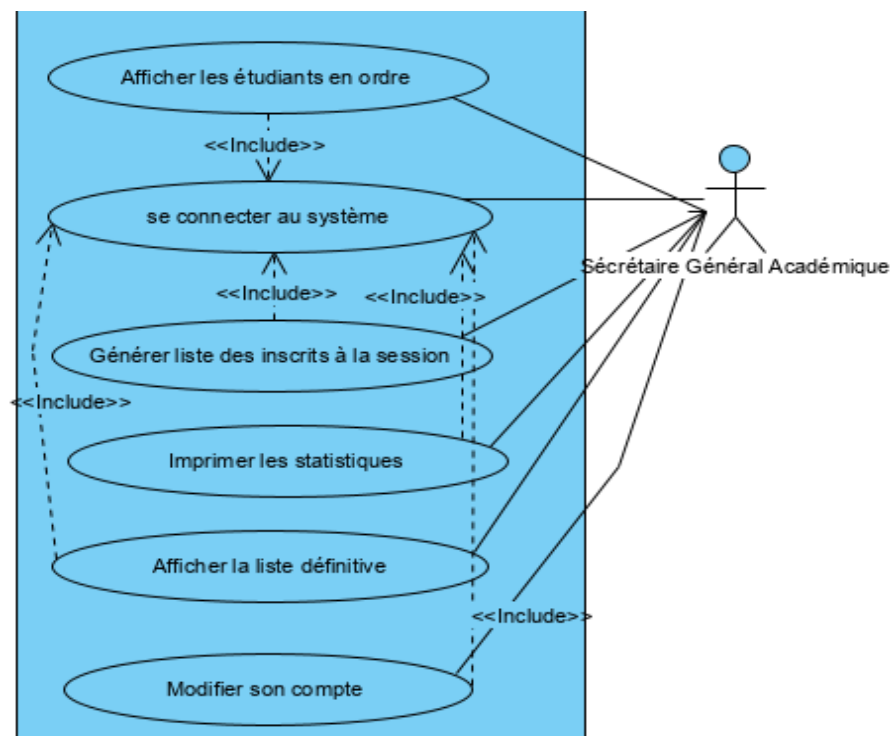 Afficher les étudiants en ordre
<<Include>>
se connecter au système
Sécrétaire Général Académique
<<Include>>
<<Include>>
Générer liste des inscrits à la session
<<Include>>
Imprimer les statistiques
Afficher la liste définitive
<<Include>>
Modifier son compte